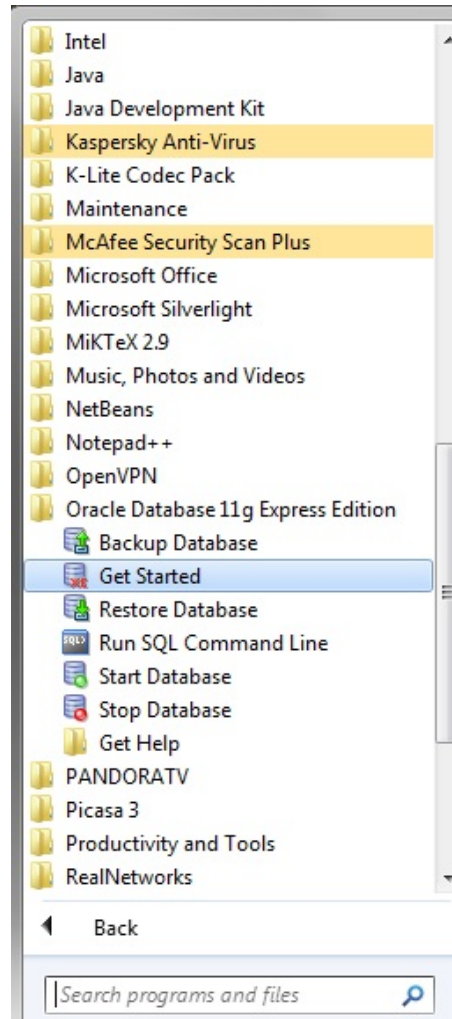 Intel
Java
Java Development Kit
Kaspersky Anti-Virus
K-Lite Codec Pack
Maintenance
McAfee Security Scan Plus
Microsoft Office
Microsoft Silverlight
MiKTeX 2.9
Music, Photos and Videos
NetBeans
Notepad++
OpenVPN
Oracle Database 11g Express Edition
Backup Database
Get Started
Restore Database
SQL> Run SQL Command Line
Start Database
Stop Database
Get Help
PANDORATV
Picasa 3
Productivity and Tools
RealNetworks
Back
Search programs and files